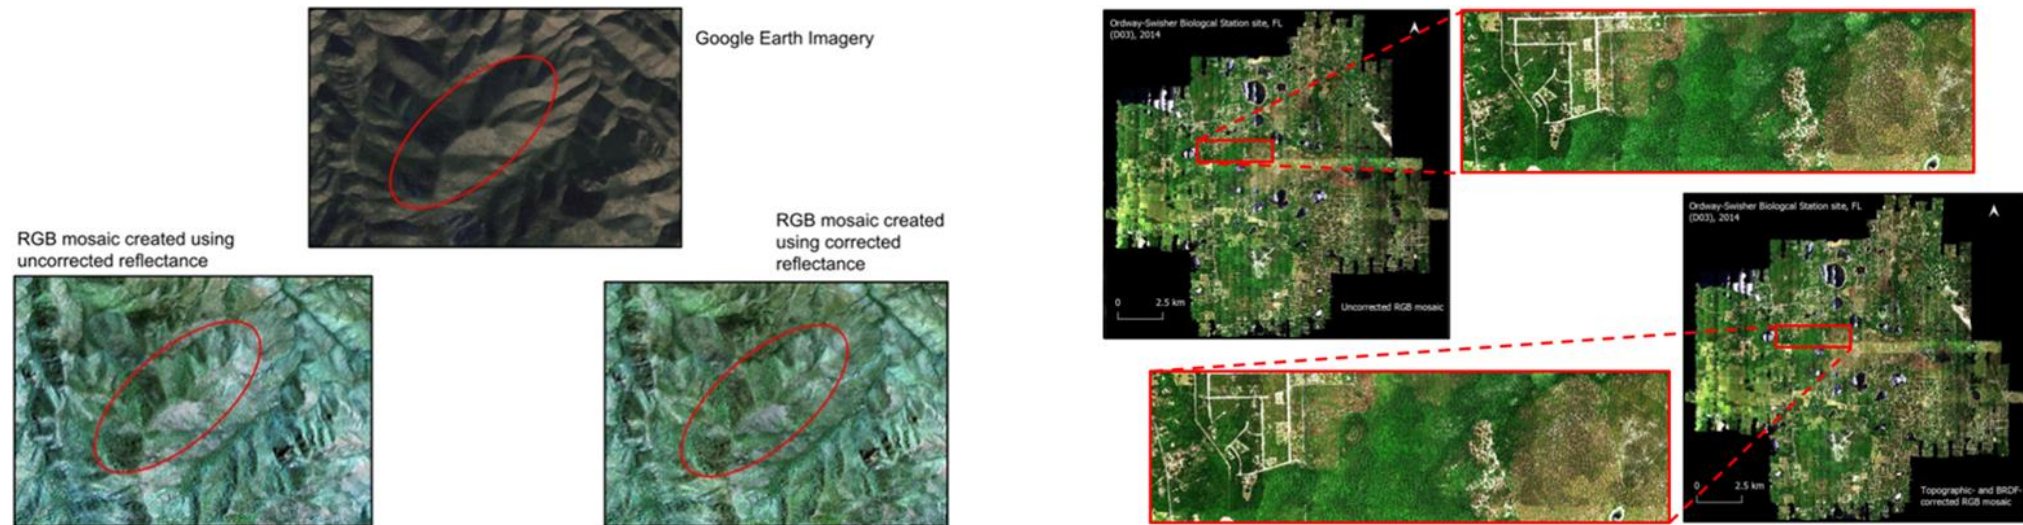 Google Earth Imagery
RGB mosaic created using
uncorrected reflectance
RGB mosaic created
using corrected
reflectance
Ordway-Swisher Biologcal Station site, FL
(D03), 2014
0 2.5 km
Uncorrected RGB mosaic
Ordway-Swisher Biologcal Station site, FL
(D03), 2014
0 2.5 km
Topographic- and BRDF-
corrected RGB mosaic